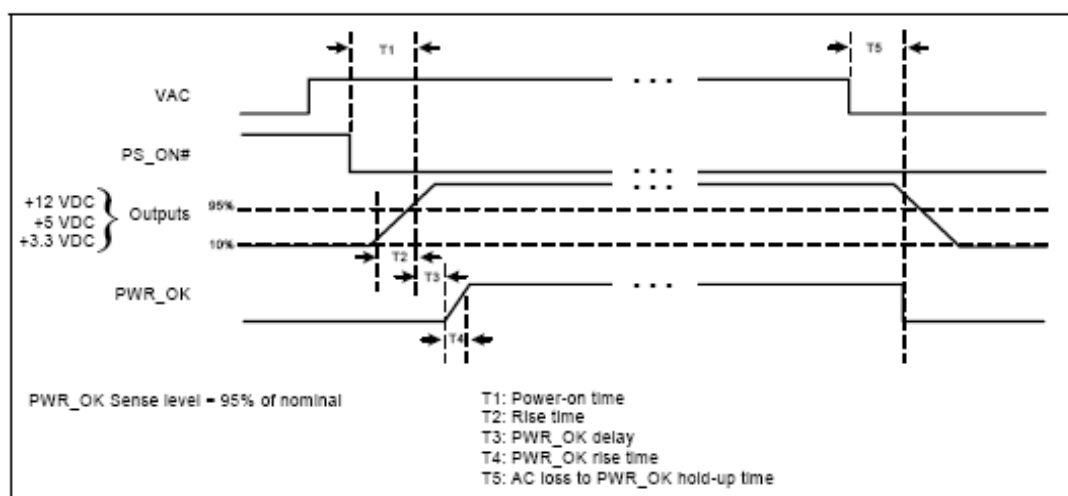 T1
T5
VAC
PS_ON#
+12 VDC
+5 VDC
+3.3 VDC
Outputs
95%
10%
T2
T3
PWR_OK
T4
PWR_OK Sense level = 95% of nominal
T1: Power-on time
T2: Rise time
T3: PWR_OK delay
T4: PWR_OK rise time
T5: AC loss to PWR_OK hold-up time